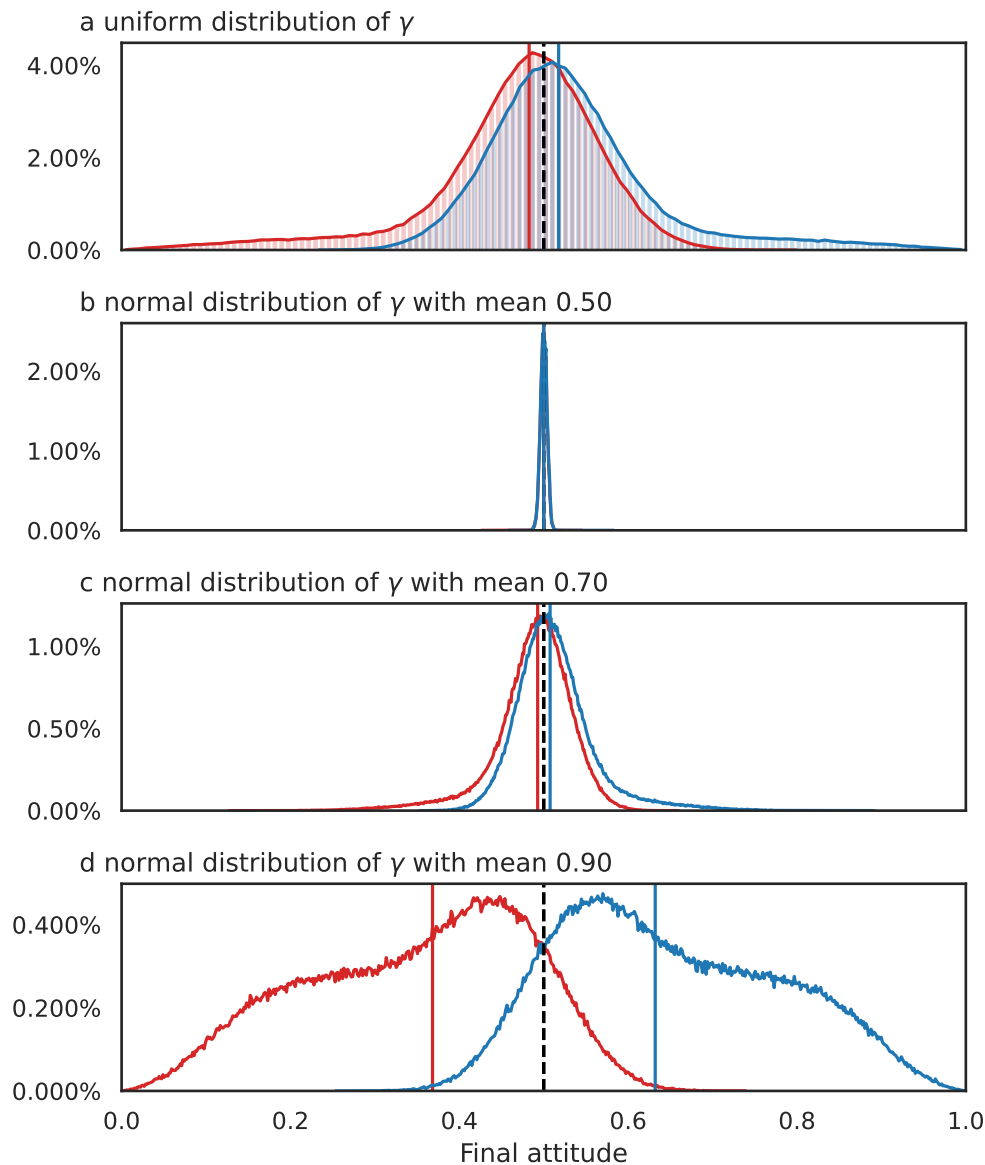 a uniform distribution of γ
4.00%
2.00%
0.00%
b normal distribution of γ with mean 0.50
2.00%
1.00%
0.00%
c normal distribution of γ with mean 0.70
1.00%
0.50%
0.00%
d normal distribution of γ with mean 0.90
0.400%
0.200%
0.000%
0.0 0.2 0.4 0.6 0.8 1.0
Final attitude